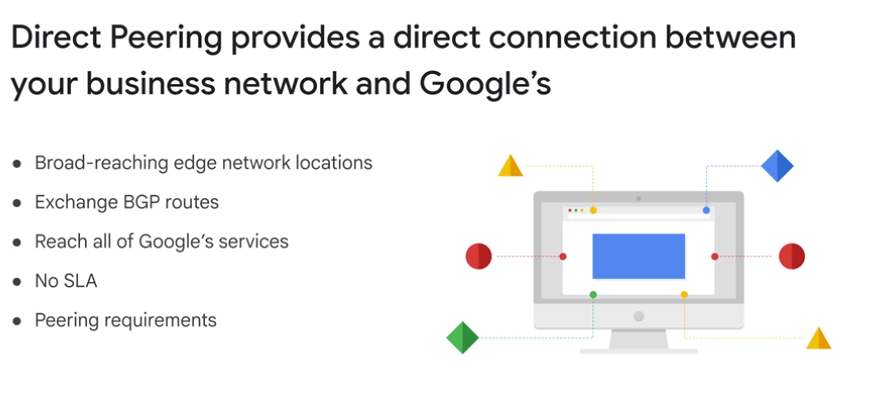 Direct Peering provides a direct connection between
your business network and Google’s
● Broad-reaching edge network locations
● Exchange BGP routes
● Reach all of Google’s services
● No SLA
● Peering requirements